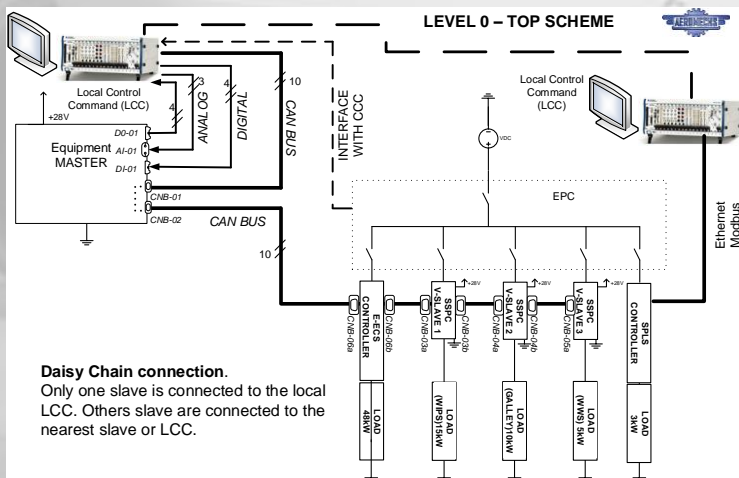 LEVEL 0 – TOP SCHEME
AEROMECHS
Local Control
Command (LCC)
+28V
4
3
4
10
ANALOG
DIGITAL
CAN BUS
INTERFACE
WITH CCC
Equipment
MASTER
D0-01
AI-01
DI-01
CNB-01
CNB-02
CAN BUS
10
Local Control
Command
(LCC)
VDC
EPC
Ethernet
Modbus
CNB-06a
E-ECS
CONTROLLER
CNB-06b
CNB-03a
SSPC
V-SLAVE 1
+28V
CNB-03b
CNB-04a
SSPC
V-SLAVE 2
+28V
CNB-04b
CNB-05a
SSPC
V-SLAVE 3
+28V
SPLS
CONTROLLER
LOAD
48kW
LOAD
(WIPS)15kW
LOAD
(GALLEY)10kW
LOAD
(WWS) 5kW
LOAD
3kW
Daisy Chain connection.
Only one slave is connected to the local
LCC. Others slave are connected to the
nearest slave or LCC.